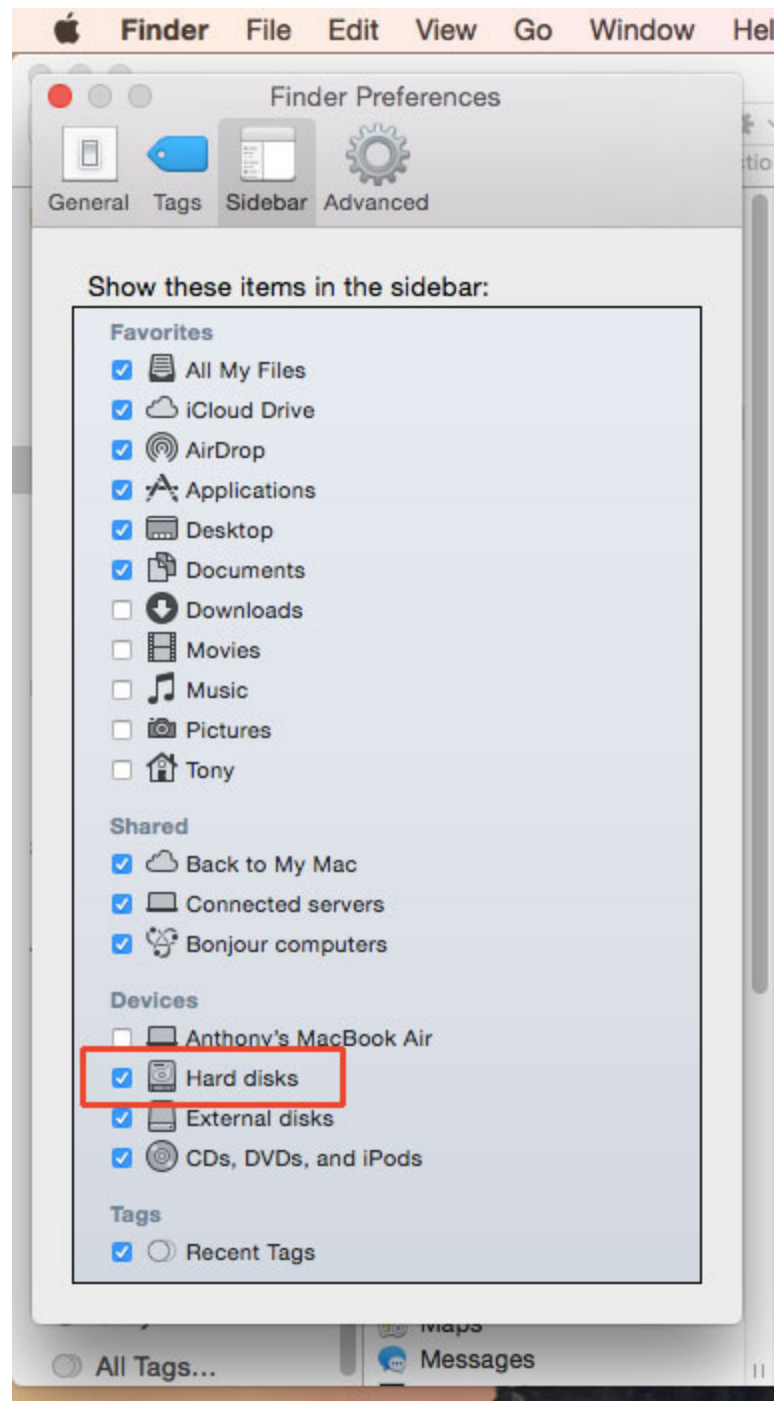 Finder File Edit View Go Window Hel
Finder Preferences
General Tags Sidebar Advanced
Show these items in the sidebar:
Favorites
All My Files
iCloud Drive
AirDrop
Applications
Desktop
Documents
Downloads
Movies
Music
Pictures
Tony
Shared
Back to My Mac
Connected servers
Bonjour computers
Devices
Anthony's MacBook Air
Hard disks
External disks
CDs, DVDs, and iPods
Tags
Recent Tags
Maps
All Tags... Messages